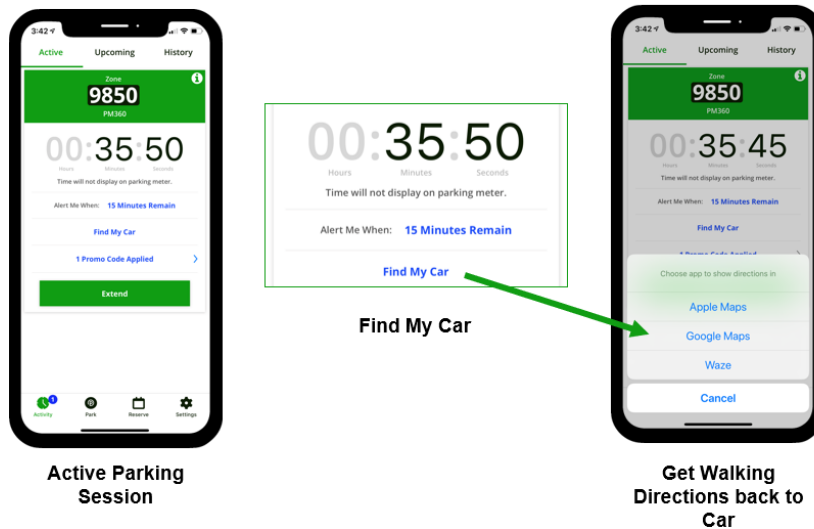 3:42
Active Upcoming History
Zone
9850
PM360
00:35:50
Hours Minutes Seconds
Time will not display on parking meter.
Alert Me When: 15 Minutes Remain
Find My Car
1 Promo Code Applied
Extend
1
Activity Park Reserve Settings
Active Parking
Session
00:35:50
Hours Minutes Seconds
Time will not display on parking meter.
Alert Me When: 15 Minutes Remain
Find My Car
Find My Car
3:42
Active Upcoming History
Zone
9850
PM360
00:35:45
Hours Minutes Seconds
Time will not display on parking meter.
Alert Me When: 15 Minutes Remain
Find My Car
1 Promo Code Applied
Choose app to show directions in
Apple Maps
Google Maps
Waze
Cancel
Get Walking
Directions back to
Car